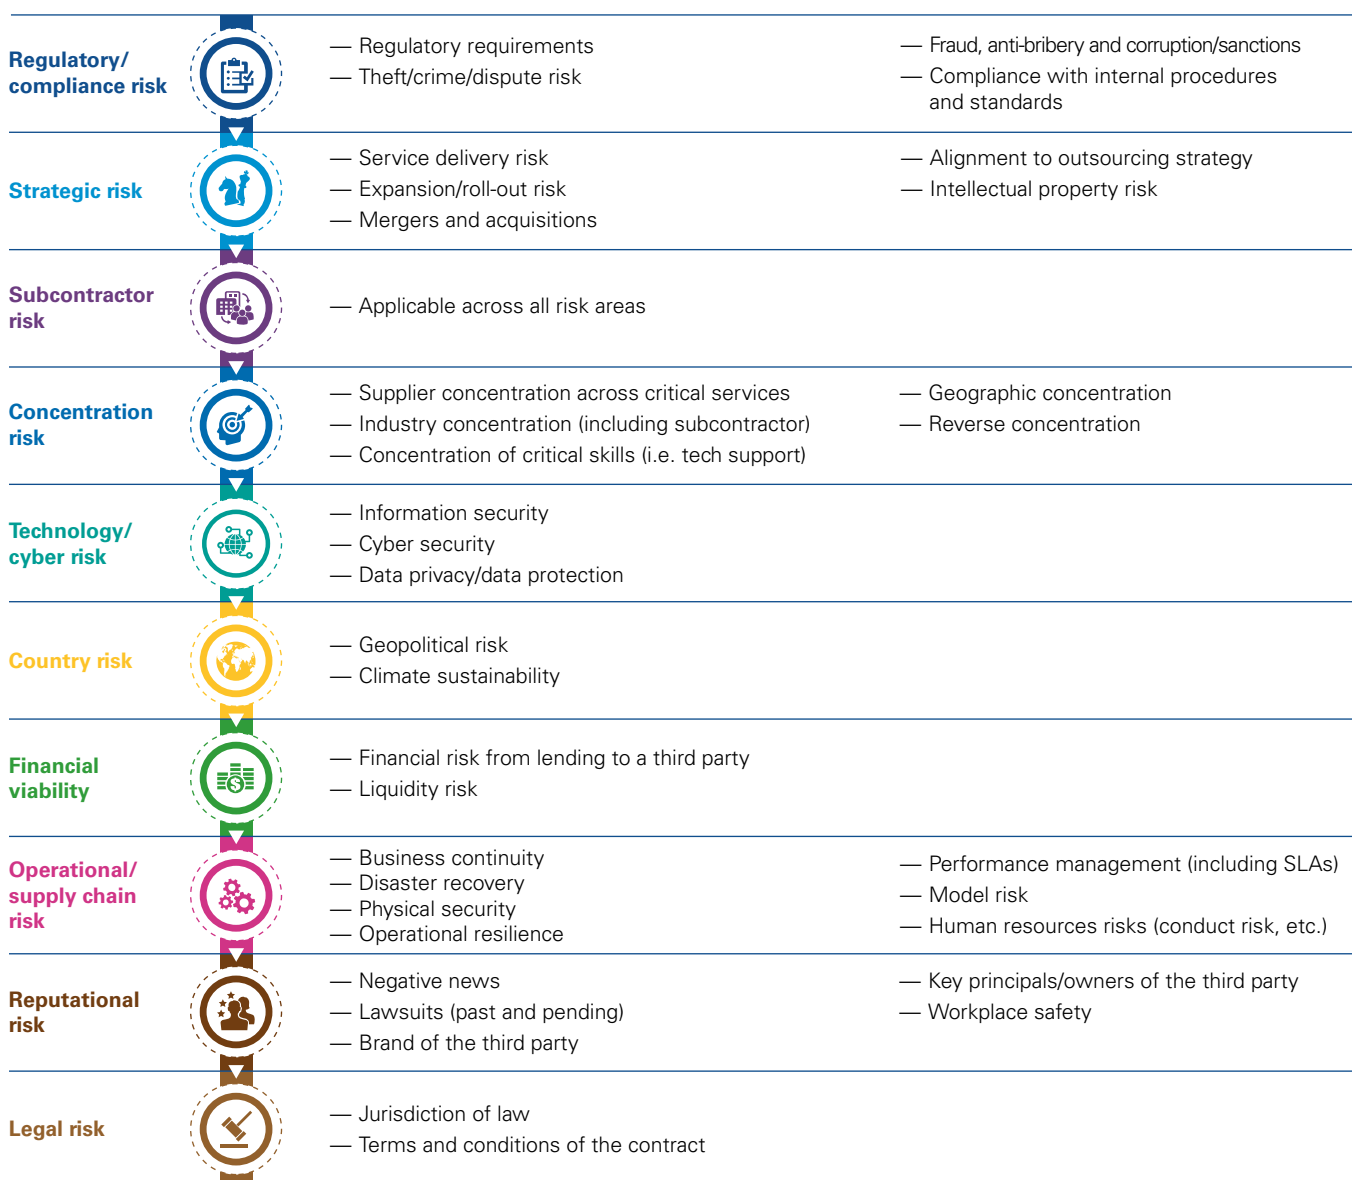 Regulatory/
compliance risk
— Regulatory requirements
— Theft/crime/dispute risk
— Fraud, anti-bribery and corruption/sanctions
— Compliance with internal procedures
and standards
Strategic risk
— Service delivery risk
— Expansion/roll-out risk
— Mergers and acquisitions
— Alignment to outsourcing strategy
— Intellectual property risk
Subcontractor
risk
— Applicable across all risk areas
Concentration
risk
— Supplier concentration across critical services
— Industry concentration (including subcontractor)
— Concentration of critical skills (i.e. tech support)
— Geographic concentration
— Reverse concentration
Technology/
cyber risk
— Information security
— Cyber security
— Data privacy/data protection
Country risk
— Geopolitical risk
— Climate sustainability
Financial
viability
— Financial risk from lending to a third party
— Liquidity risk
Operational/
supply chain
risk
— Business continuity
— Disaster recovery
— Physical security
— Operational resilience
— Performance management (including SLAs)
— Model risk
— Human resources risks (conduct risk, etc.)
Reputational
risk
— Negative news
— Lawsuits (past and pending)
— Brand of the third party
— Key principals/owners of the third party
— Workplace safety
Legal risk
— Jurisdiction of law
— Terms and conditions of the contract